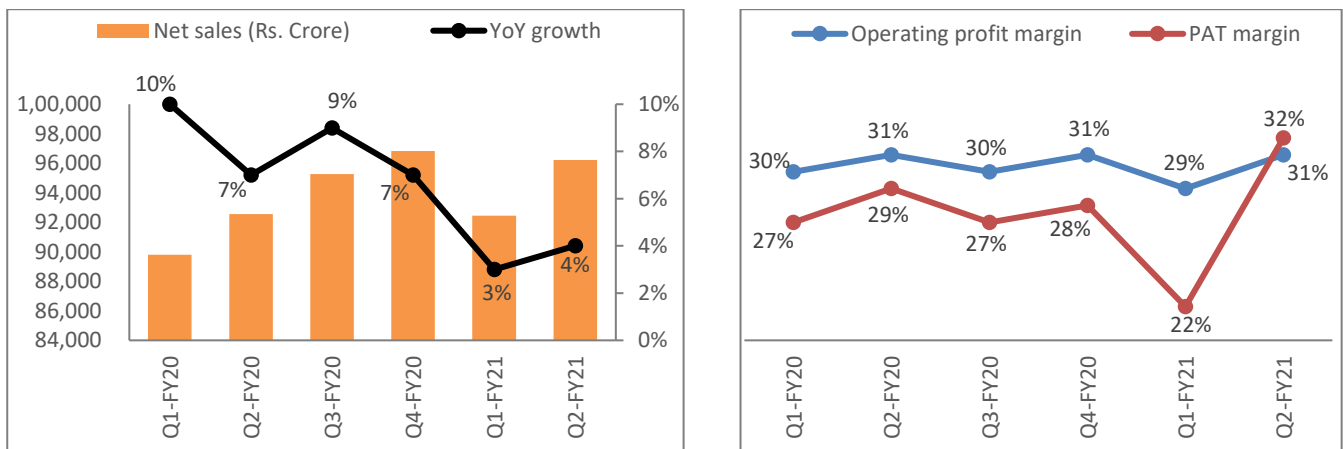 Net sales (Rs. Crore) YoY growth
10%
7%
9%
7%
3%
4%
1,00,000
98,000
96,000
94,000
92,000
90,000
88,000
86,000
84,000
10%
8%
6%
4%
2%
0%
Q1-FY20
Q2-FY20
Q3-FY20
Q4-FY20
Q1-FY21
Q2-FY21
Operating profit margin PAT margin
30%
31%
30%
31%
29%
31%
27%
29%
27%
28%
22%
32%
Q1-FY20
Q2-FY20
Q3-FY20
Q4-FY20
Q1-FY21
Q2-FY21